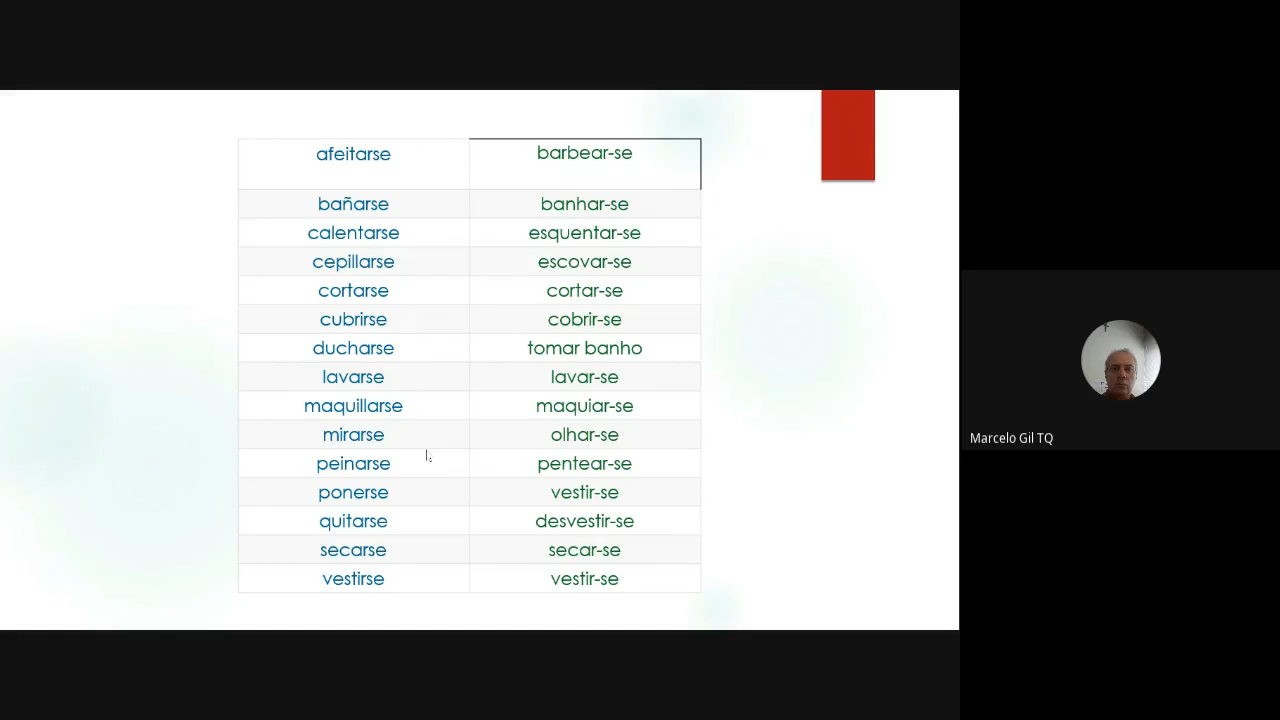 afeitarse barbear-se
bañarse banhar-se
calentarse esquentar-se
cepillarse escovar-se
cortarse cortar-se
cubrirse cobrir-se
ducharse tomar banho
lavarse lavar-se
maquillarse maquiar-se
mirarse olhar-se
peinarse pentear-se
ponerse vestir-se
quitarse desvestir-se
secarse secar-se
vestirse vestir-se
Marcelo Gil TQ